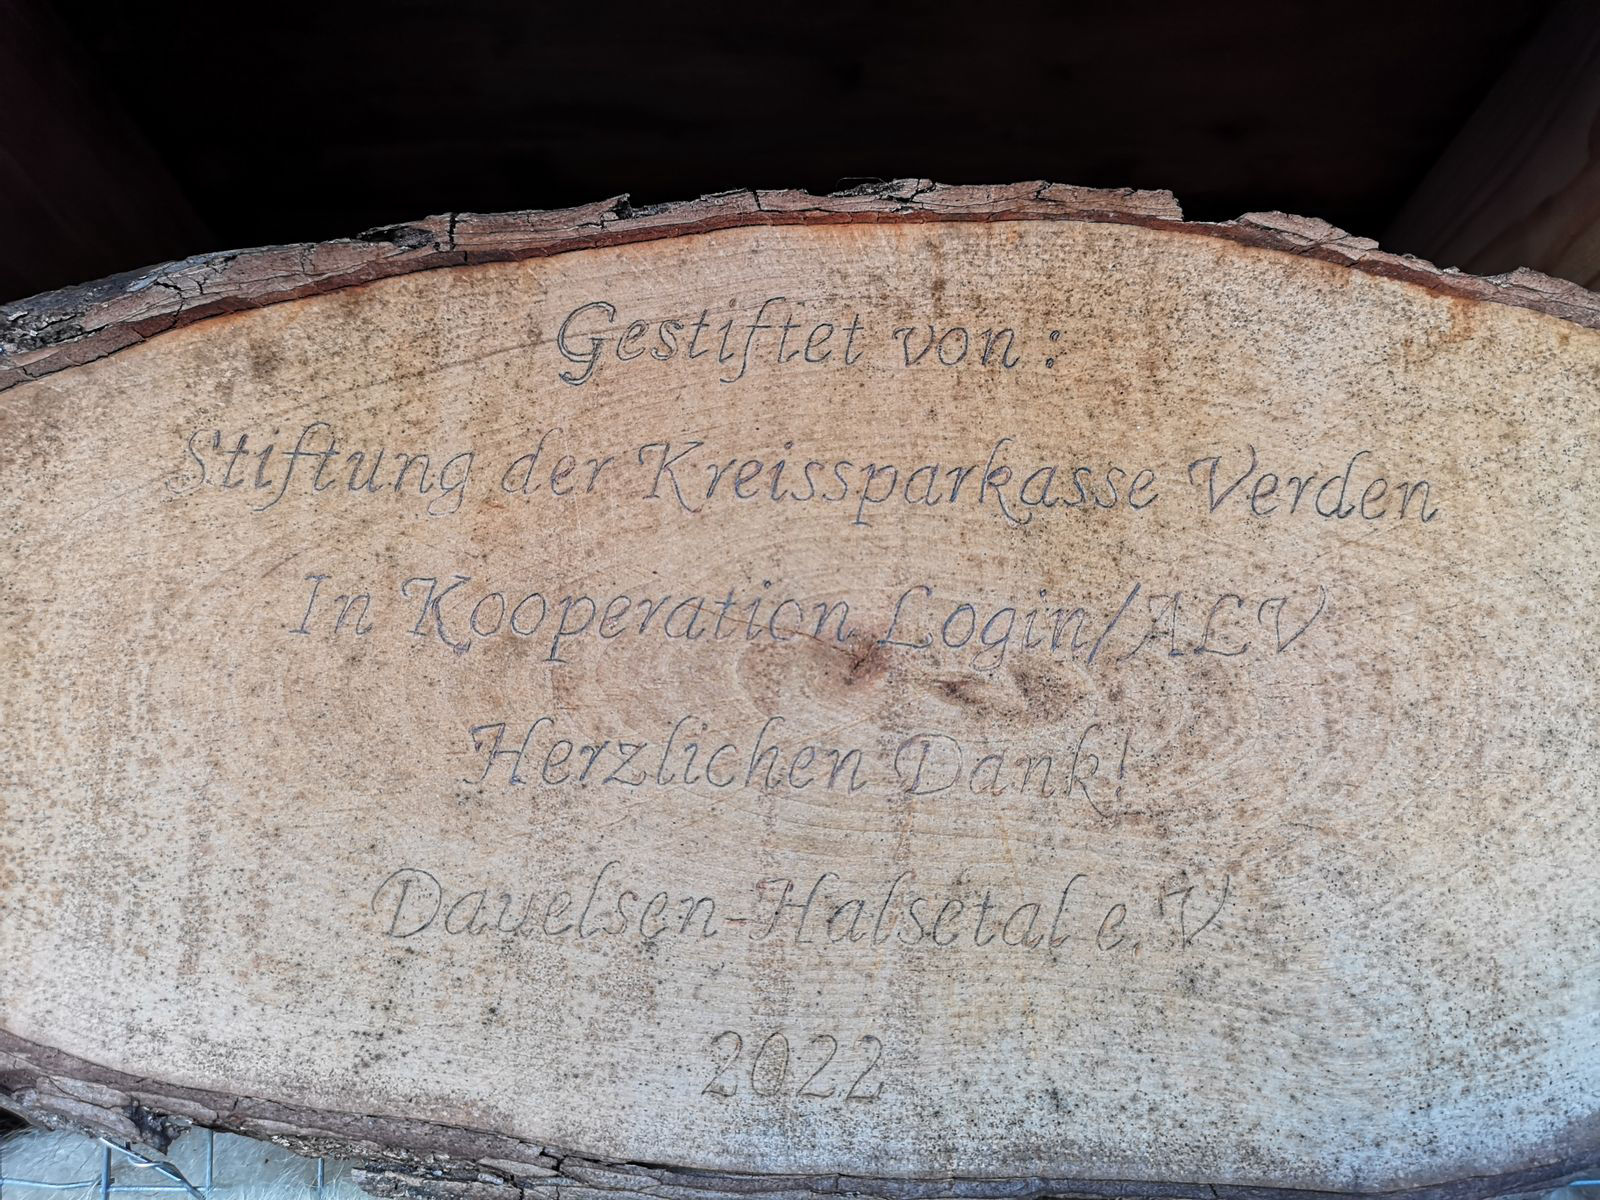 Gestiftet von :
Stiftung der Kreissparkasse Verden
In Kooperation Login/ALV
Herzlichen Dank!
Dauelsen-Halsetal e.V
2022